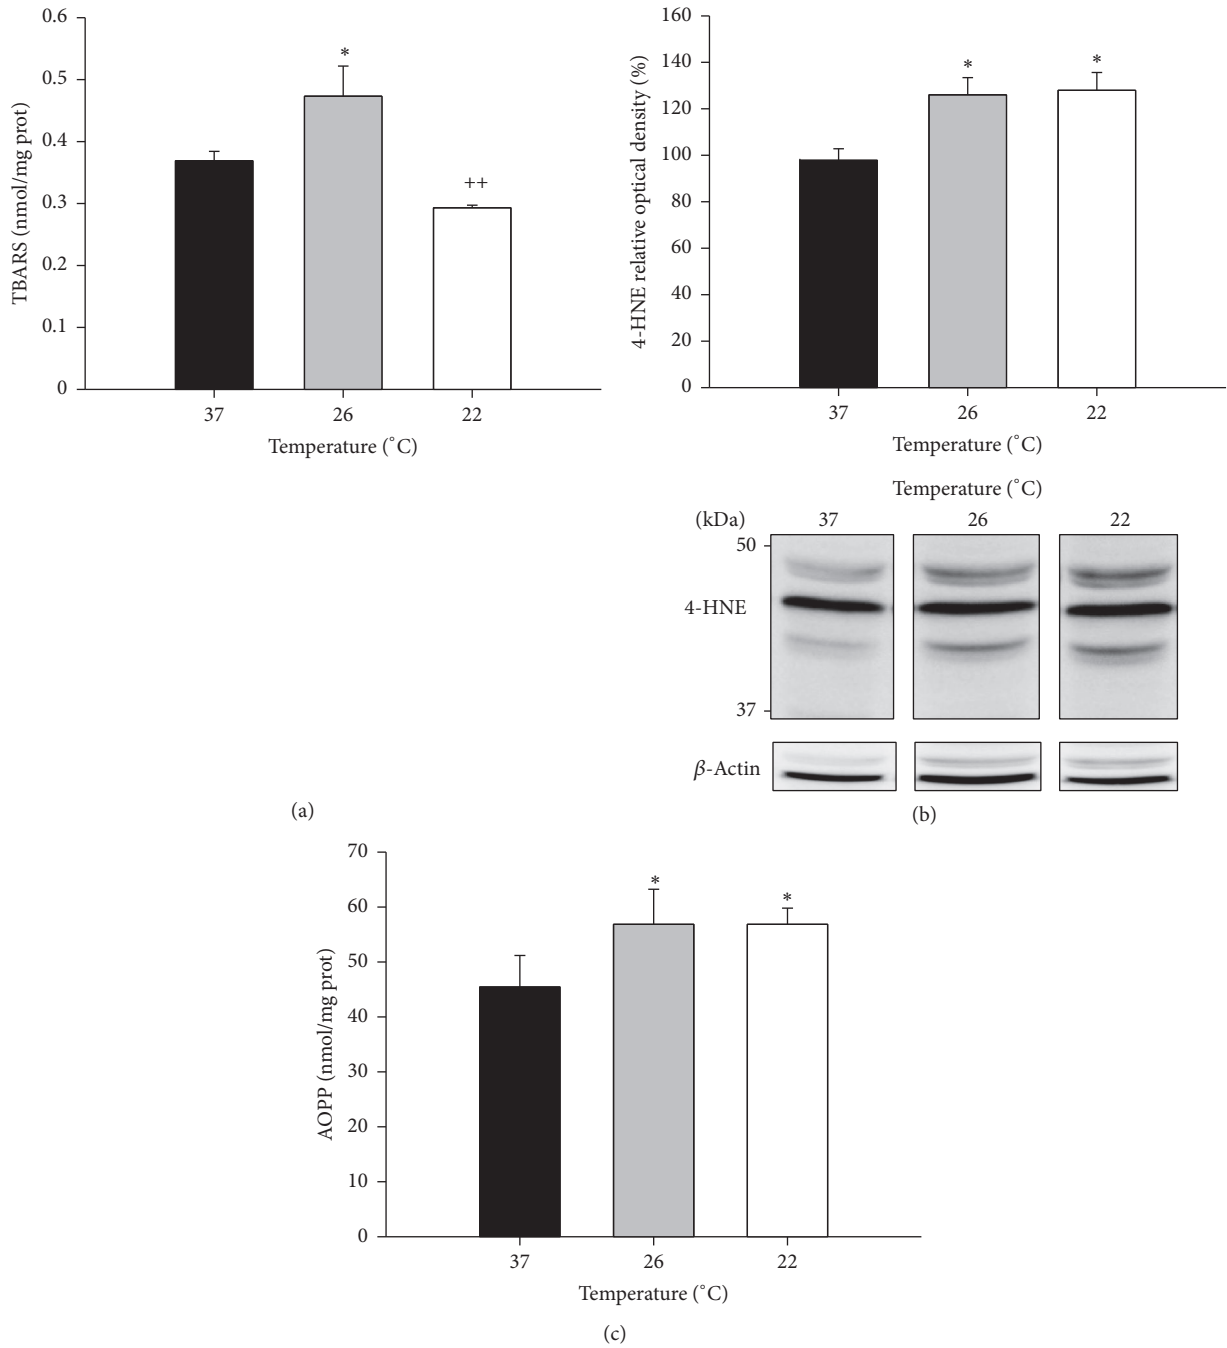 TBARS (nmol/mg prot)
0.6
0.5
0.4
0.3
0.2
0.1
0
*
++
37 26 22
Temperature (˚C)
(a)
4-HNE relative optical density (%)
160
140
120
100
80
60
40
20
0
* *
37 26 22
Temperature (˚C)
Temperature (˚C)
(kDa) 37 26 22
50
4-HNE
37
β-Actin
(b)
AOPP (nmol/mg prot)
70
60
50
40
30
20
10
0
* *
37 26 22
Temperature (˚C)
(c)